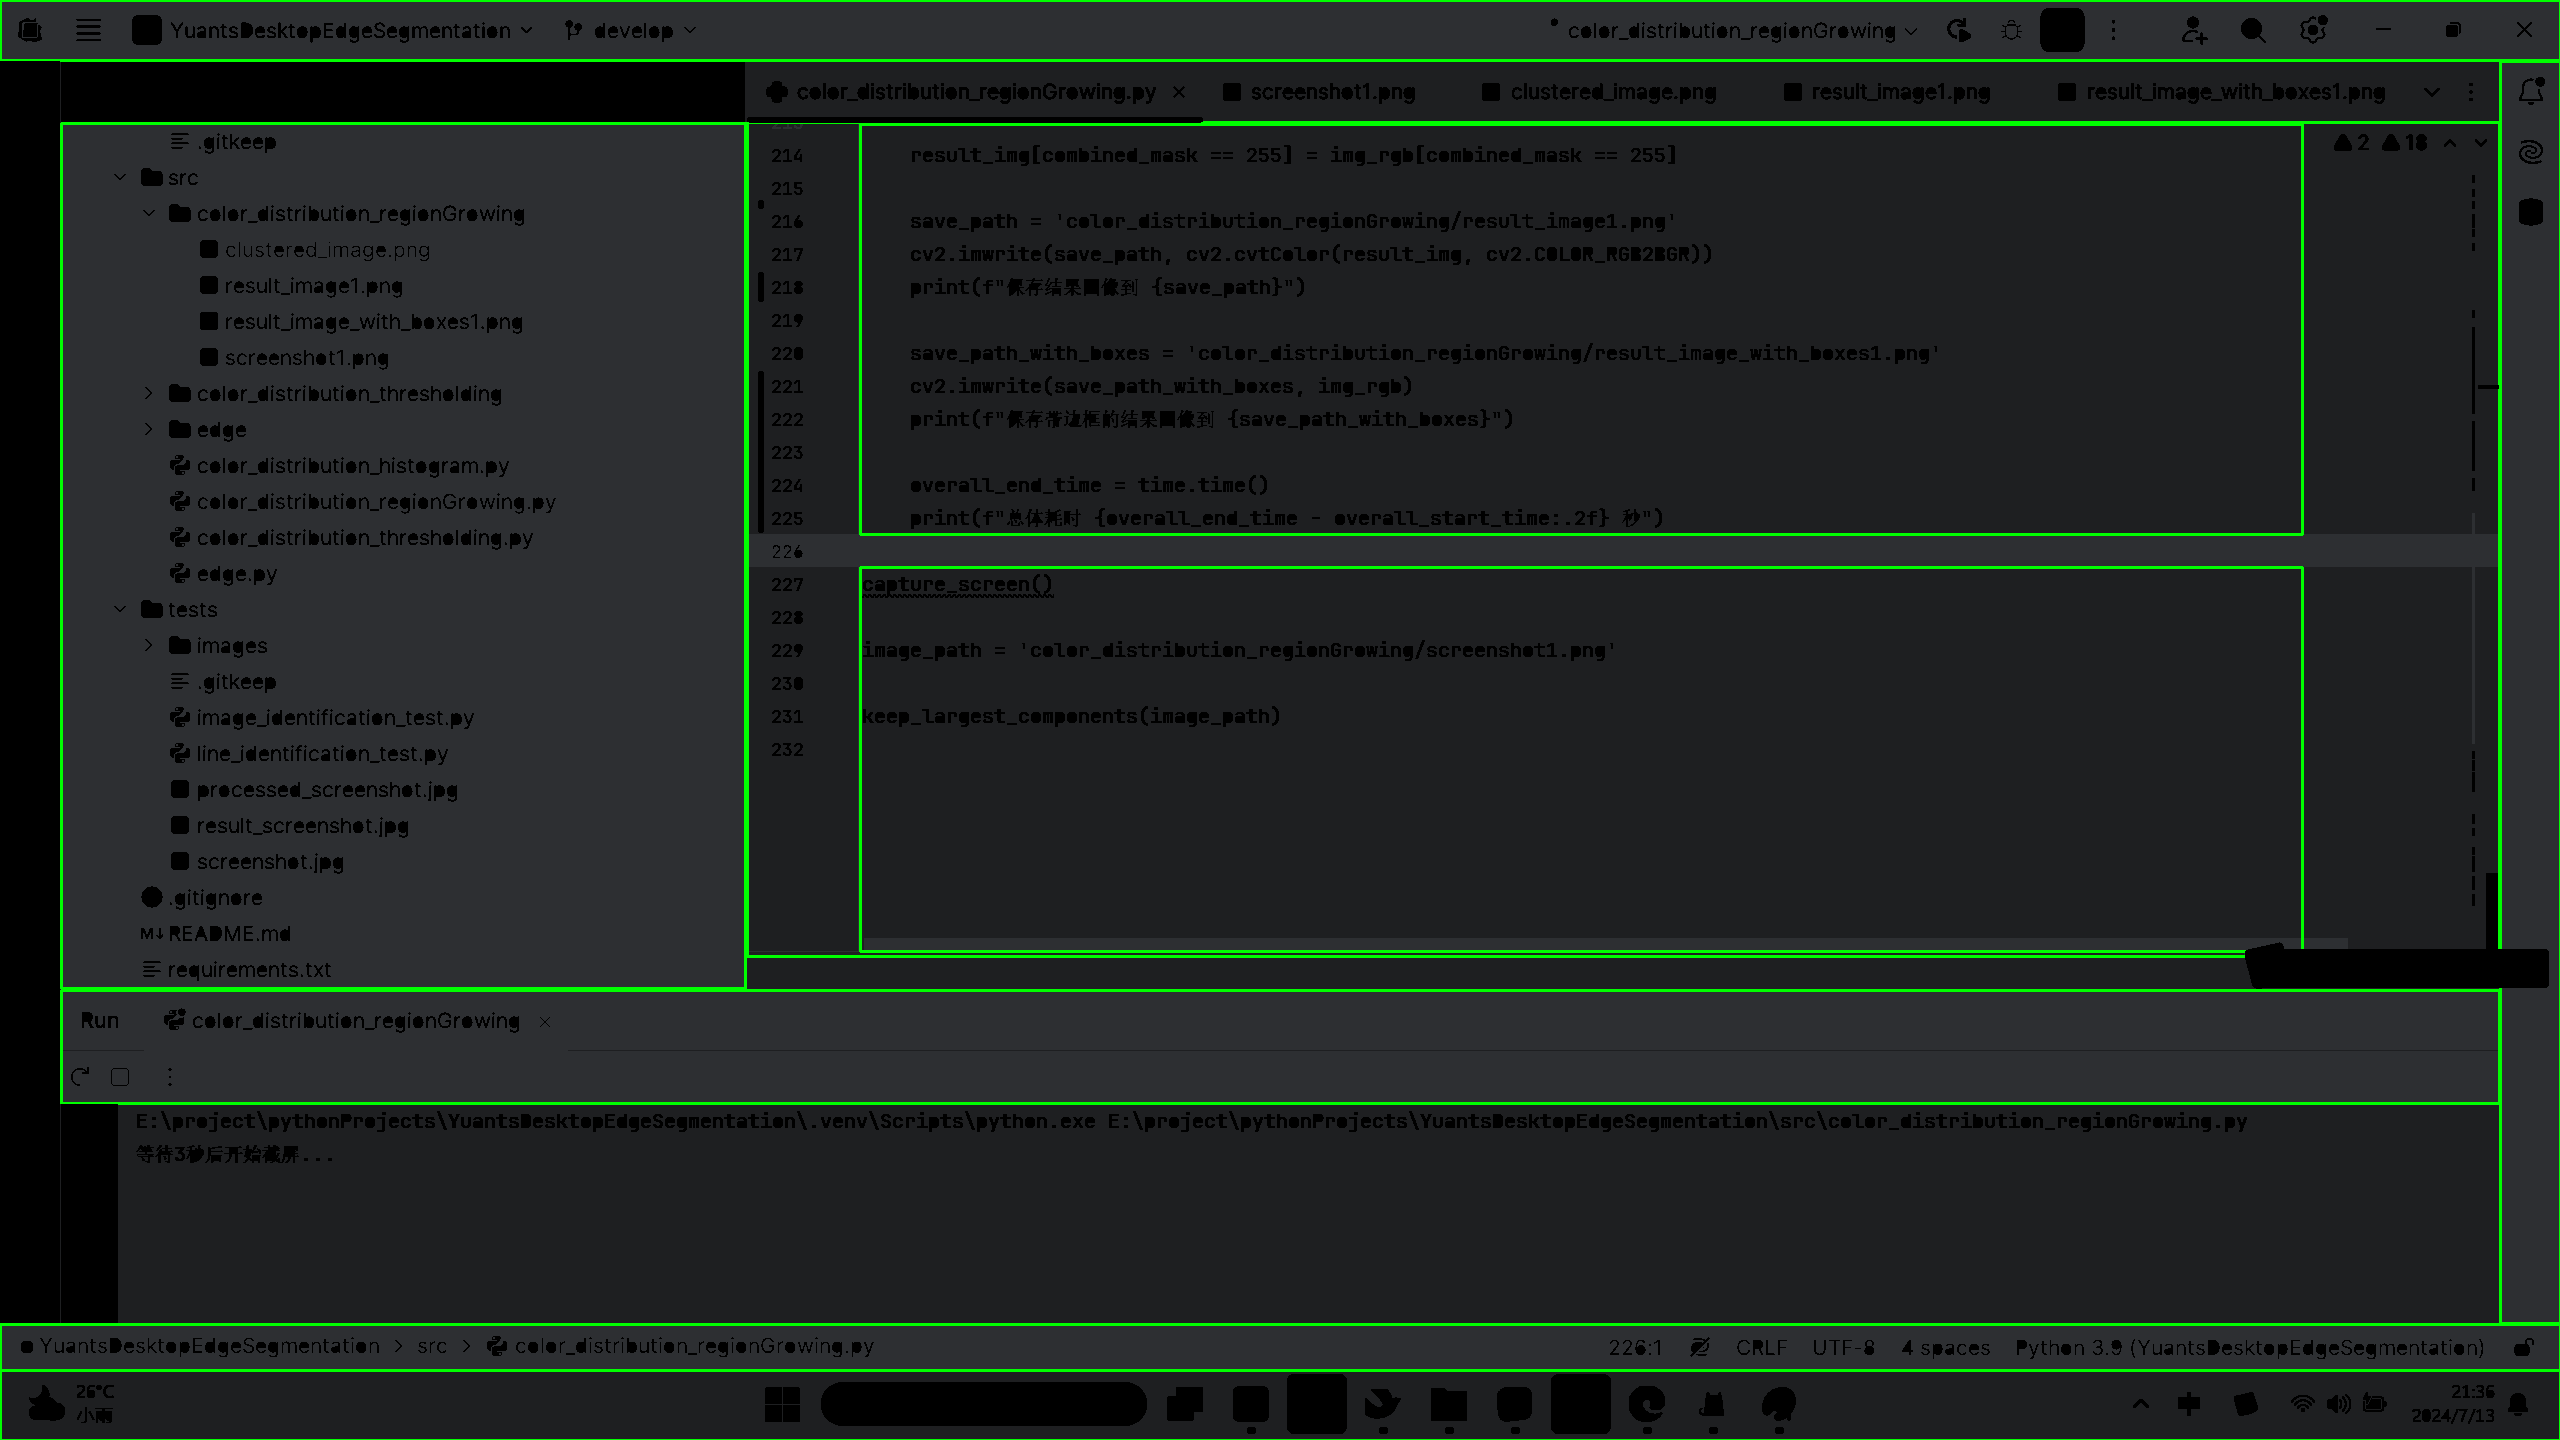 YuantsDesktopEdgeSegmentation
develop
color_distribution_regionGrowing
color_distribution_regionGrowing.py
screenshot1.png
clustered_image.png
result_image1.png
result_image_with_boxes1.png
.gitkeep
src
color_distribution_regionGrowing
clustered_image.png
result_image1.png
result_image_with_boxes1.png
screenshot1.png
color_distribution_thresholding
edge
color_distribution_histogram.py
color_distribution_regionGrowing.py
color_distribution_thresholding.py
edge.py
tests
images
.gitkeep
image_identification_test.py
line_identification_test.py
processed_screenshot.jpg
result_screenshot.jpg
screenshot.jpg
.gitignore
M↓ README.md
requirements.txt
2 18
213
214 result_img[combined_mask == 255] = img_rgb[combined_mask == 255]
215
216 save_path = 'color_distribution_regionGrowing/result_image1.png'
217 cv2.imwrite(save_path, cv2.cvtColor(result_img, cv2.COLOR_RGB2BGR))
218 print(f"保存结果图像到 {save_path}")
219
220 save_path_with_boxes = 'color_distribution_regionGrowing/result_image_with_boxes1.png'
221 cv2.imwrite(save_path_with_boxes, img_rgb)
222 print(f"保存带边框的结果图像到 {save_path_with_boxes}")
223
224 overall_end_time = time.time()
225 print(f"总体耗时 {overall_end_time - overall_start_time:.2f} 秒")
226
227 capture_screen()
228
229 image_path = 'color_distribution_regionGrowing/screenshot1.png'
230
231 keep_largest_components(image_path)
232
Run color_distribution_regionGrowing
E:\project\pythonProjects\YuantsDesktopEdgeSegmentation\.venv\Scripts\python.exe E:\project\pythonProjects\YuantsDesktopEdgeSegmentation\src\color_distribution_regionGrowing.py
等待3秒后开始截屏...
YuantsDesktopEdgeSegmentation > src > color_distribution_regionGrowing.py
226:1 CRLF UTF-8 4 spaces Python 3.9 (YuantsDesktopEdgeSegmentation)
26°C
小雨
中
21:36
2024/7/13